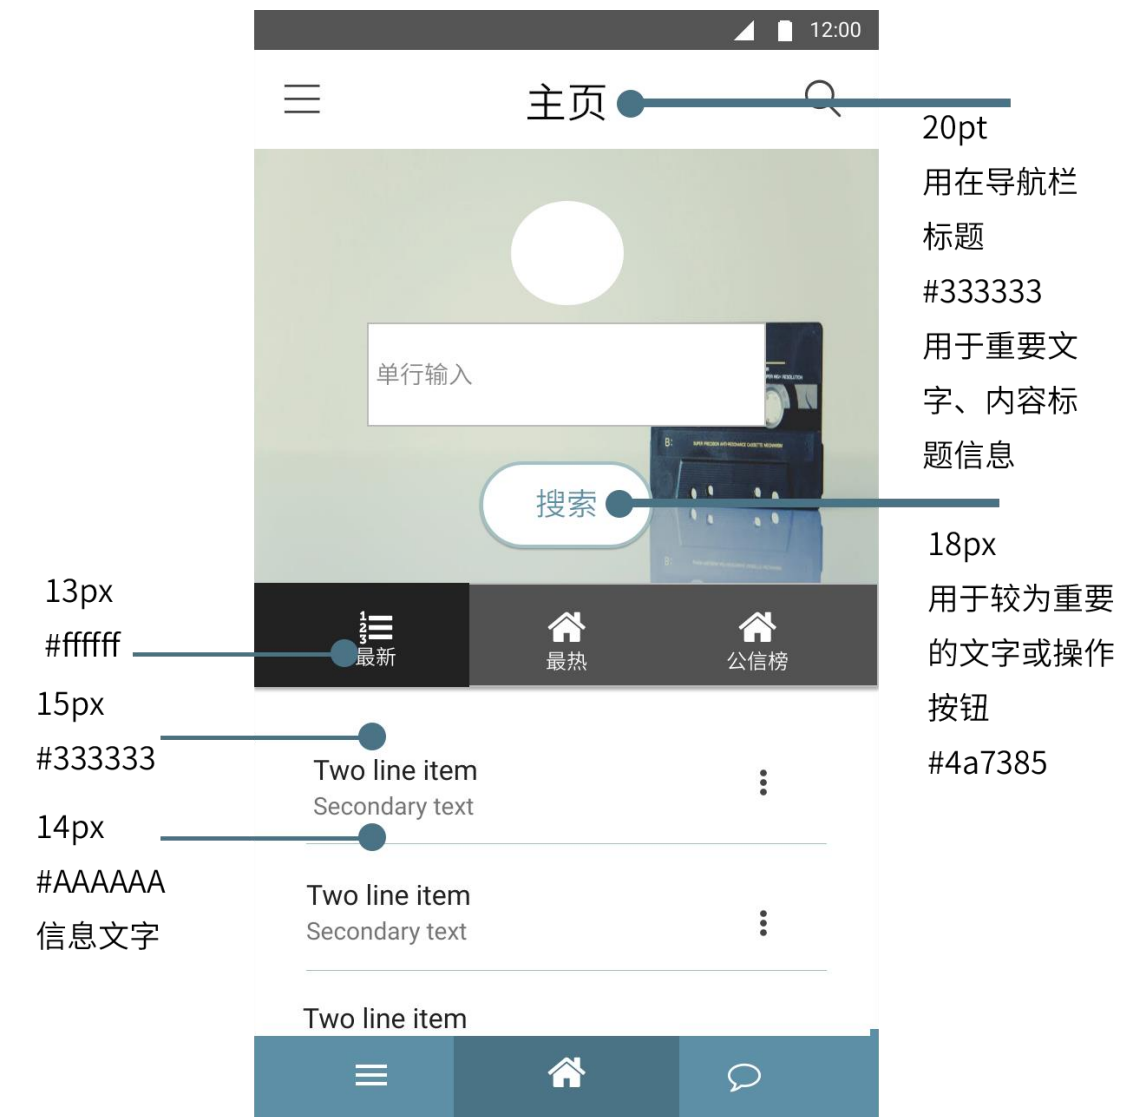 12:00
主页
20pt
用在导航栏
标题
#333333
用于重要文
字、内容标
题信息
单行输入
B:
搜索
18px
用于较为重要
的文字或操作
按钮
#4a7385
13px
#ffffff
最新
最热
公信榜
15px
#333333
Two line item
Secondary text
14px
#AAAAAA
信息文字
Two line item
Secondary text
Two line item